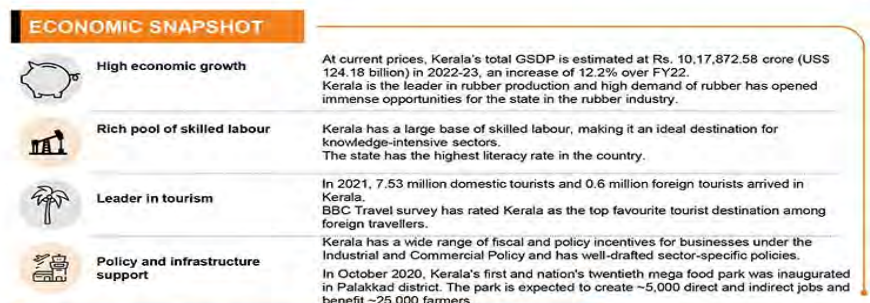 ECONOMIC SNAPSHOT
High economic growth
At current prices, Kerala's total GSDP is estimated at Rs. 10,17,872.58 crore (US$
124.18 billion) in 2022-23, an increase of 12.2% over FY22.
Kerala is the leader in rubber production and high demand of rubber has opened
immense opportunities for the state in the rubber industry.
Rich pool of skilled labour
Kerala has a large base of skilled labour, making it an ideal destination for
knowledge-intensive sectors.
The state has the highest literacy rate in the country.
Leader in tourism
In 2021, 7.53 million domestic tourists and 0.6 million foreign tourists arrived in
Kerala.
BBC Travel survey has rated Kerala as the top favourite tourist destination among
foreign travellers.
Policy and infrastructure
support
Kerala has a wide range of fiscal and policy incentives for businesses under the
Industrial and Commercial Policy and has well-drafted sector-specific policies.
In October 2020, Kerala's first and nation's twentieth mega food park was inaugurated
in Palakkad district. The park is expected to create ~5,000 direct and indirect jobs and
benefit ~25,000 farmers